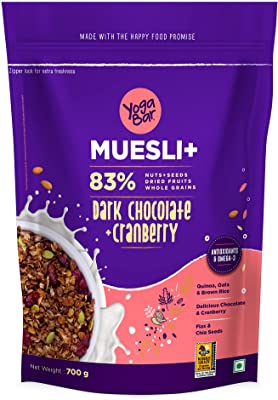 MADE WITH THE HAPPY FOOD PROMISE
Zipper lock for extra freshness
Yoga
Bar
MUESLI+
83%
NUTS+SEEDS
DRIED FRUITS
WHOLE GRAINS
DARK CHOCOLATE
+CRANBERRY
ANTIOXIDANTS
& OMEGA-3
Quinoa, Oats
& Brown Rice
Delicious Chocolate
& Cranberry
Flax &
Chia Seeds
Net Weight : 700 g